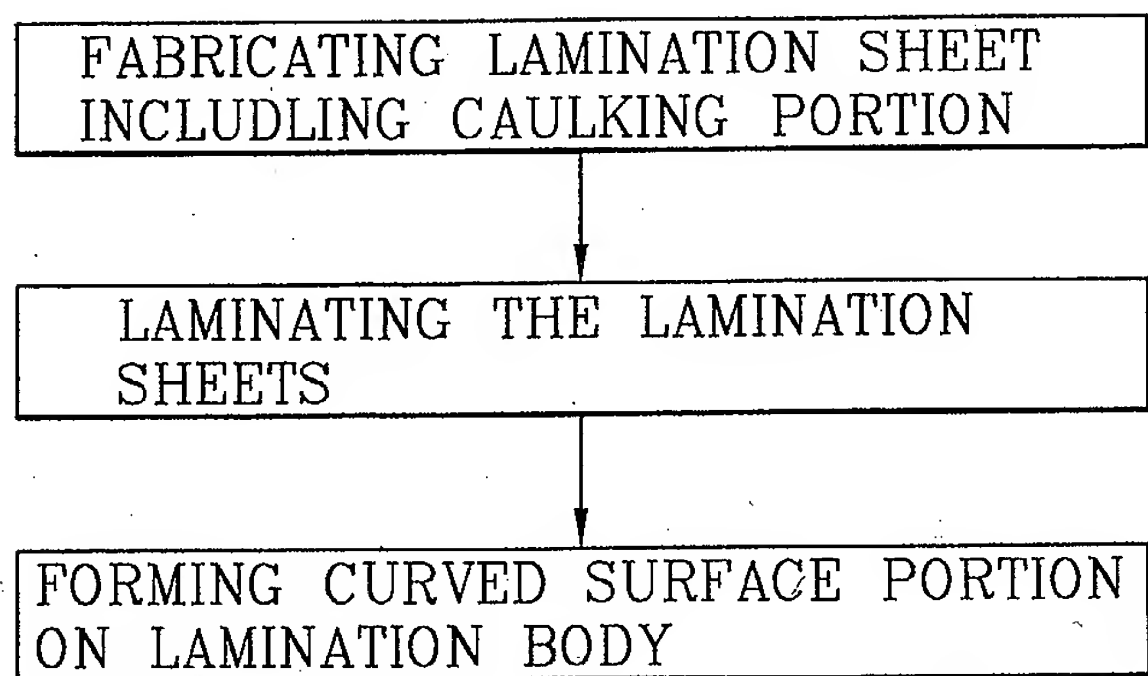 FABRICATING LAMINATION SHEET
INCLUDLING CAULKING PORTION
LAMINATING THE LAMINATION
SHEETS
FORMING CURVED SURFACE PORTION
ON LAMINATION BODY